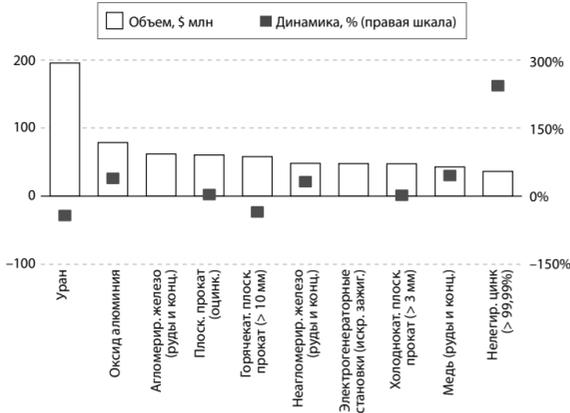 Объем, $ млн
Динамика, % (правая шкала)
200
300%
100
150%
0
0%
–100
–150%
Уран
Оксид алюминия
Агломерир. железо
(руды и конц.)
Плоск. прокат
(оцинк.)
Горячекат. плоск.
прокат (> 10 мм)
Неагломерир. железо
(руды и конц.)
Электрогенераторные
становки (искр. зажиг.)
Холоднокат. плоск.
прокат (> 3 мм)
Медь (руды и конц.)
Нелегир. цинк
(> 99,99%)